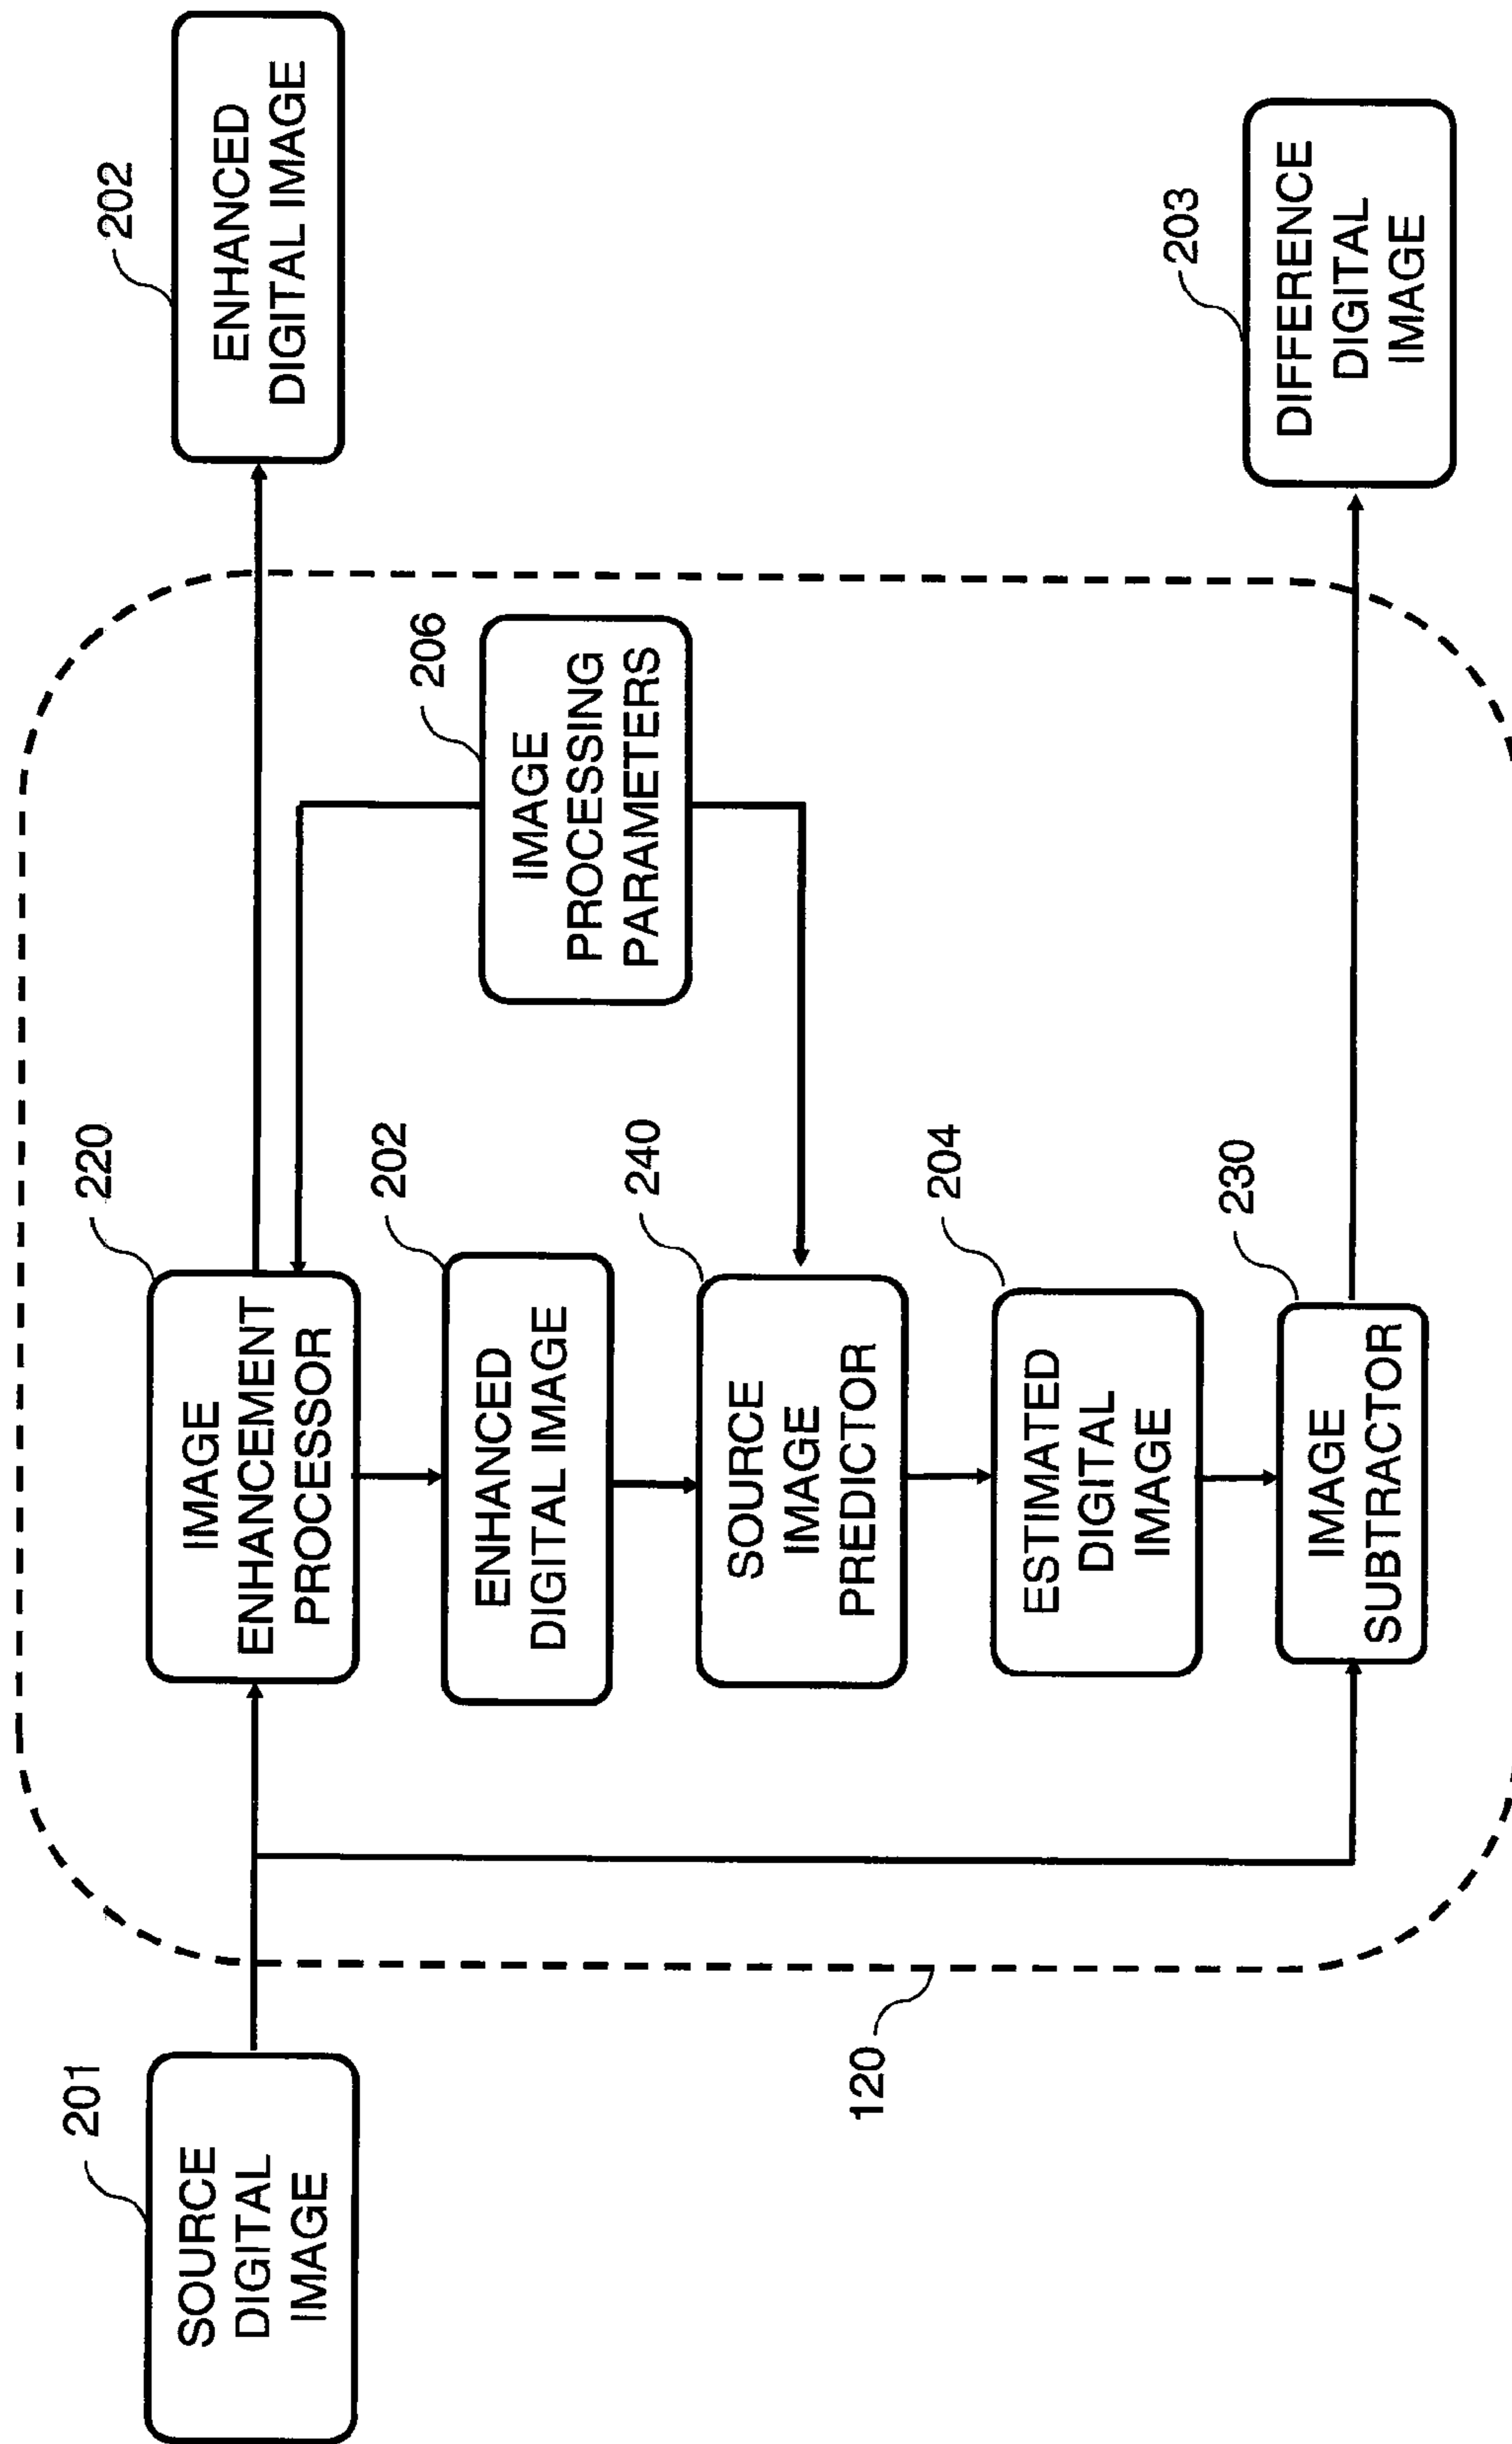 201
SOURCE
DIGITAL
IMAGE
120
220
IMAGE
ENHANCEMENT
PROCESSOR
202
ENHANCED
DIGITAL IMAGE
240
SOURCE
IMAGE
PREDICTOR
204
ESTIMATED
DIGITAL
IMAGE
230
IMAGE
SUBTRACTOR
206
IMAGE
PROCESSING
PARAMETERS
202
ENHANCED
DIGITAL IMAGE
203
DIFFERENCE
DIGITAL
IMAGE